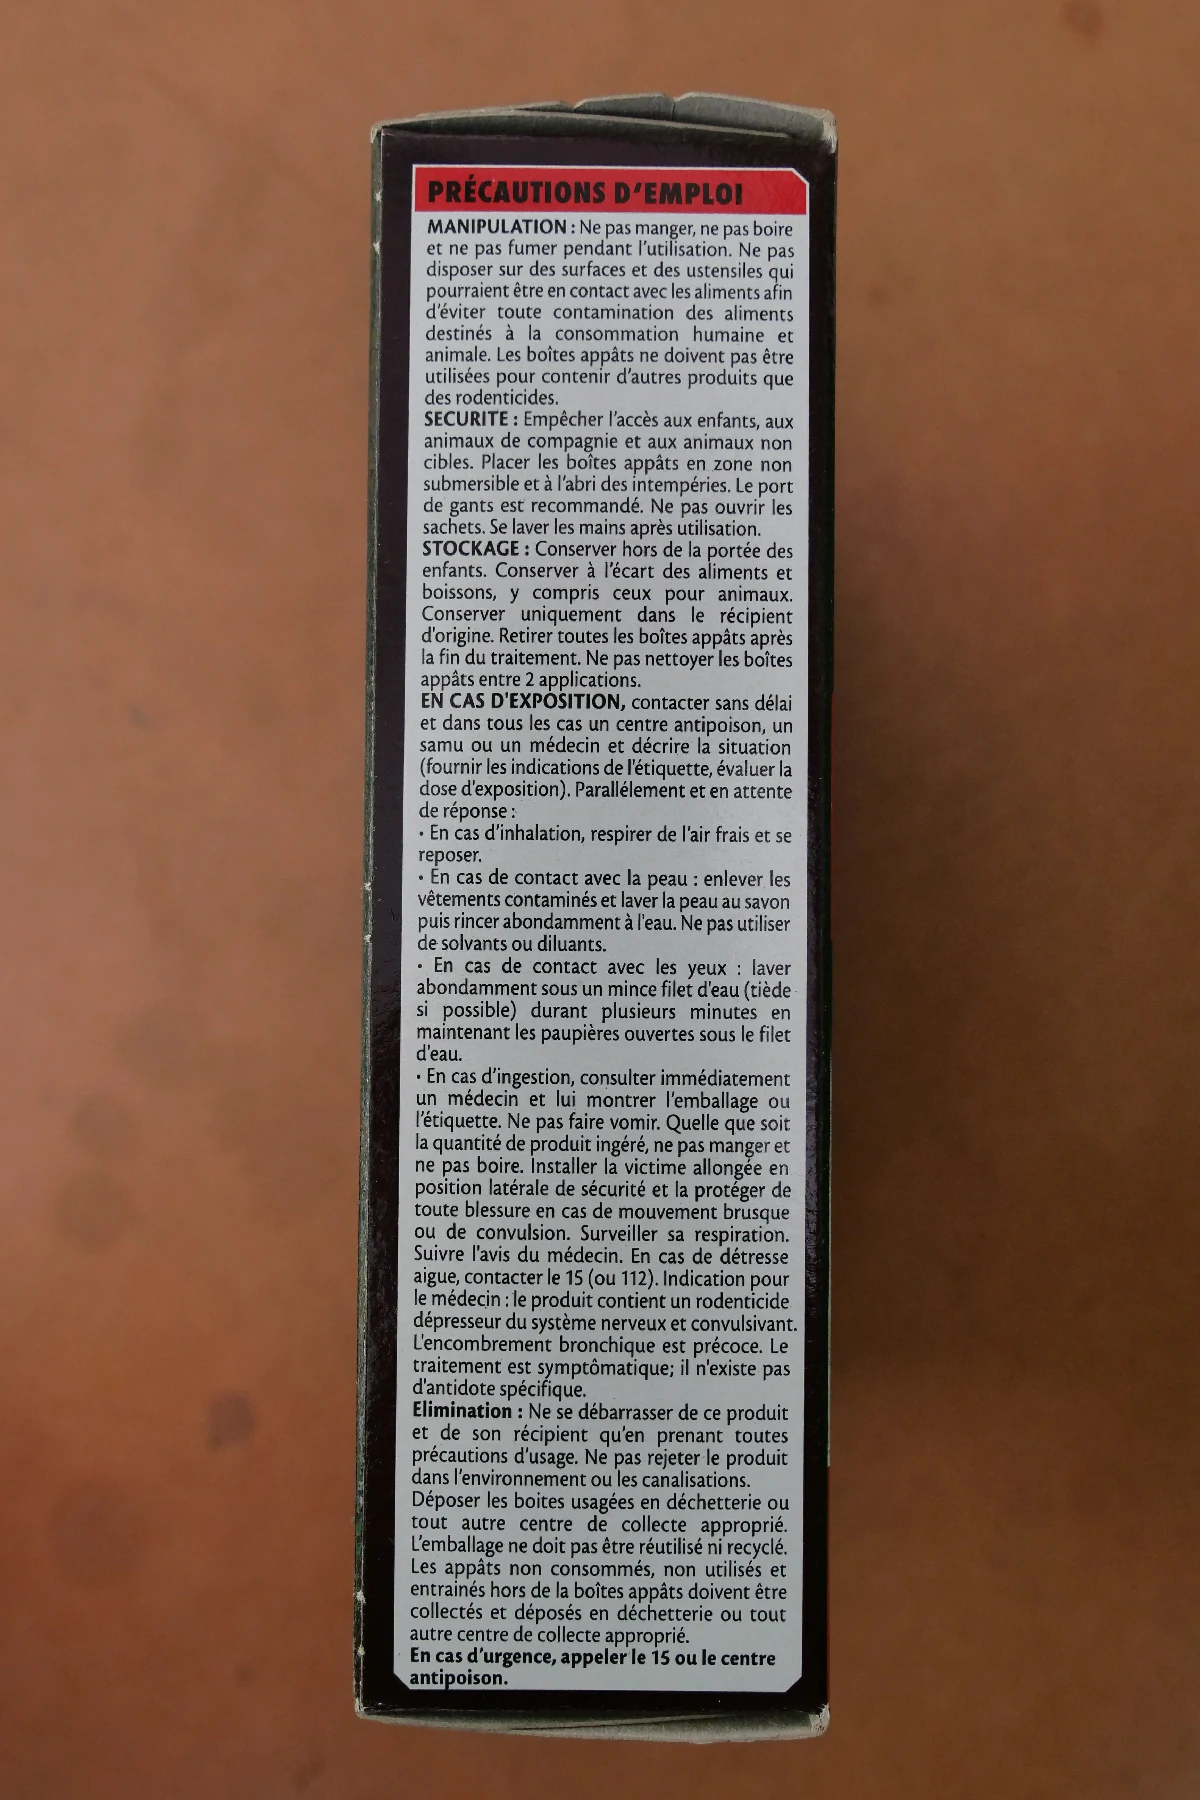 PRÉCAUTIONS D'EMPLOI
MANIPULATION : Ne pas manger, ne pas boire
et ne pas fumer pendant l'utilisation. Ne pas
disposer sur des surfaces et des ustensiles qui
pourraient être en contact avec les aliments afin
d'éviter toute contamination des aliments
destinés à la consommation humaine et
animale. Les boîtes appâts ne doivent pas être
utilisées pour contenir d'autres produits que
des rodenticides.
SECURITE : Empêcher l'accès aux enfants, aux
animaux de compagnie et aux animaux non
cibles. Placer les boîtes appâts en zone non
submersible et à l'abri des intempéries. Le port
de gants est recommandé. Ne pas ouvrir les
sachets. Se laver les mains après utilisation.
STOCKAGE : Conserver hors de la portée des
enfants. Conserver à l'écart des aliments et
boissons, y compris ceux pour animaux.
Conserver uniquement dans le récipient
d'origine. Retirer toutes les boîtes appâts après
la fin du traitement. Ne pas nettoyer les boîtes
appâts entre 2 applications.
EN CAS D'EXPOSITION, contacter sans délai
et dans tous les cas un centre antipoison, un
samu ou un médecin et décrire la situation
(fournir les indications de l'étiquette, évaluer la
dose d'exposition). Parallélement et en attente
de réponse :
• En cas d'inhalation, respirer de l'air frais et se
reposer.
• En cas de contact avec la peau : enlever les
vêtements contaminés et laver la peau au savon
puis rincer abondamment à l'eau. Ne pas utiliser
de solvants ou diluants.
• En cas de contact avec les yeux : laver
abondamment sous un mince filet d'eau (tiède
si possible) durant plusieurs minutes en
maintenant les paupières ouvertes sous le filet
d'eau.
• En cas d'ingestion, consulter immédiatement
un médecin et lui montrer l'emballage ou
l'étiquette. Ne pas faire vomir. Quelle que soit
la quantité de produit ingéré, ne pas manger et
ne pas boire. Installer la victime allongée en
position latérale de sécurité et la protéger de
toute blessure en cas de mouvement brusque
ou de convulsion. Surveiller sa respiration.
Suivre l'avis du médecin. En cas de détresse
aigue, contacter le 15 (ou 112). Indication pour
le médecin : le produit contient un rodenticide
dépresseur du système nerveux et convulsivant.
L'encombrement bronchique est précoce. Le
traitement est symptômatique; il n'existe pas
d'antidote spécifique.
Elimination : Ne se débarrasser de ce produit
et de son récipient qu'en prenant toutes
précautions d'usage. Ne pas rejeter le produit
dans l'environnement ou les canalisations.
Déposer les boites usagées en déchetterie ou
tout autre centre de collecte approprié.
L'emballage ne doit pas être réutilisé ni recyclé.
Les appâts non consommés, non utilisés et
entrainés hors de la boîtes appâts doivent être
collectés et déposés en déchetterie ou tout
autre centre de collecte approprié.
En cas d'urgence, appeler le 15 ou le centre
antipoison.